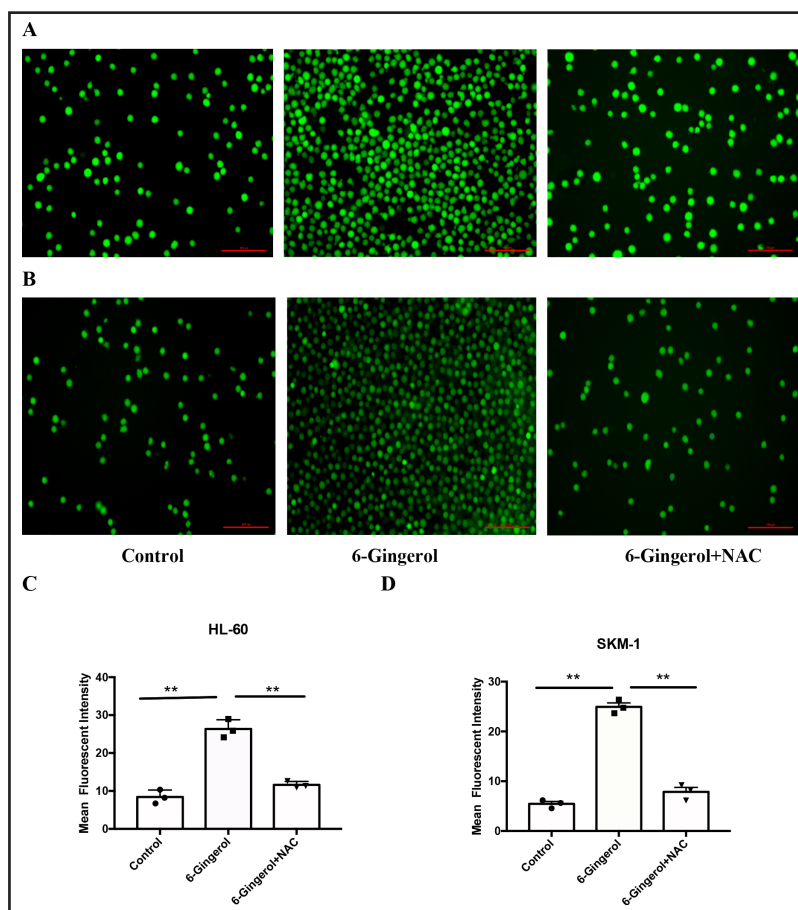 A
B
Control 6-Gingerol 6-Gingerol+NAC
C D
HL-60
SKM-1
Mean Fluorescent Intensity
40
30
20
10
0
** **
Control
6-Gingerol
6-Gingerol+NAC
Mean Fluorescent Intensity
30
20
10
0
** **
Control
6-Gingerol
6-Gingerol+NAC